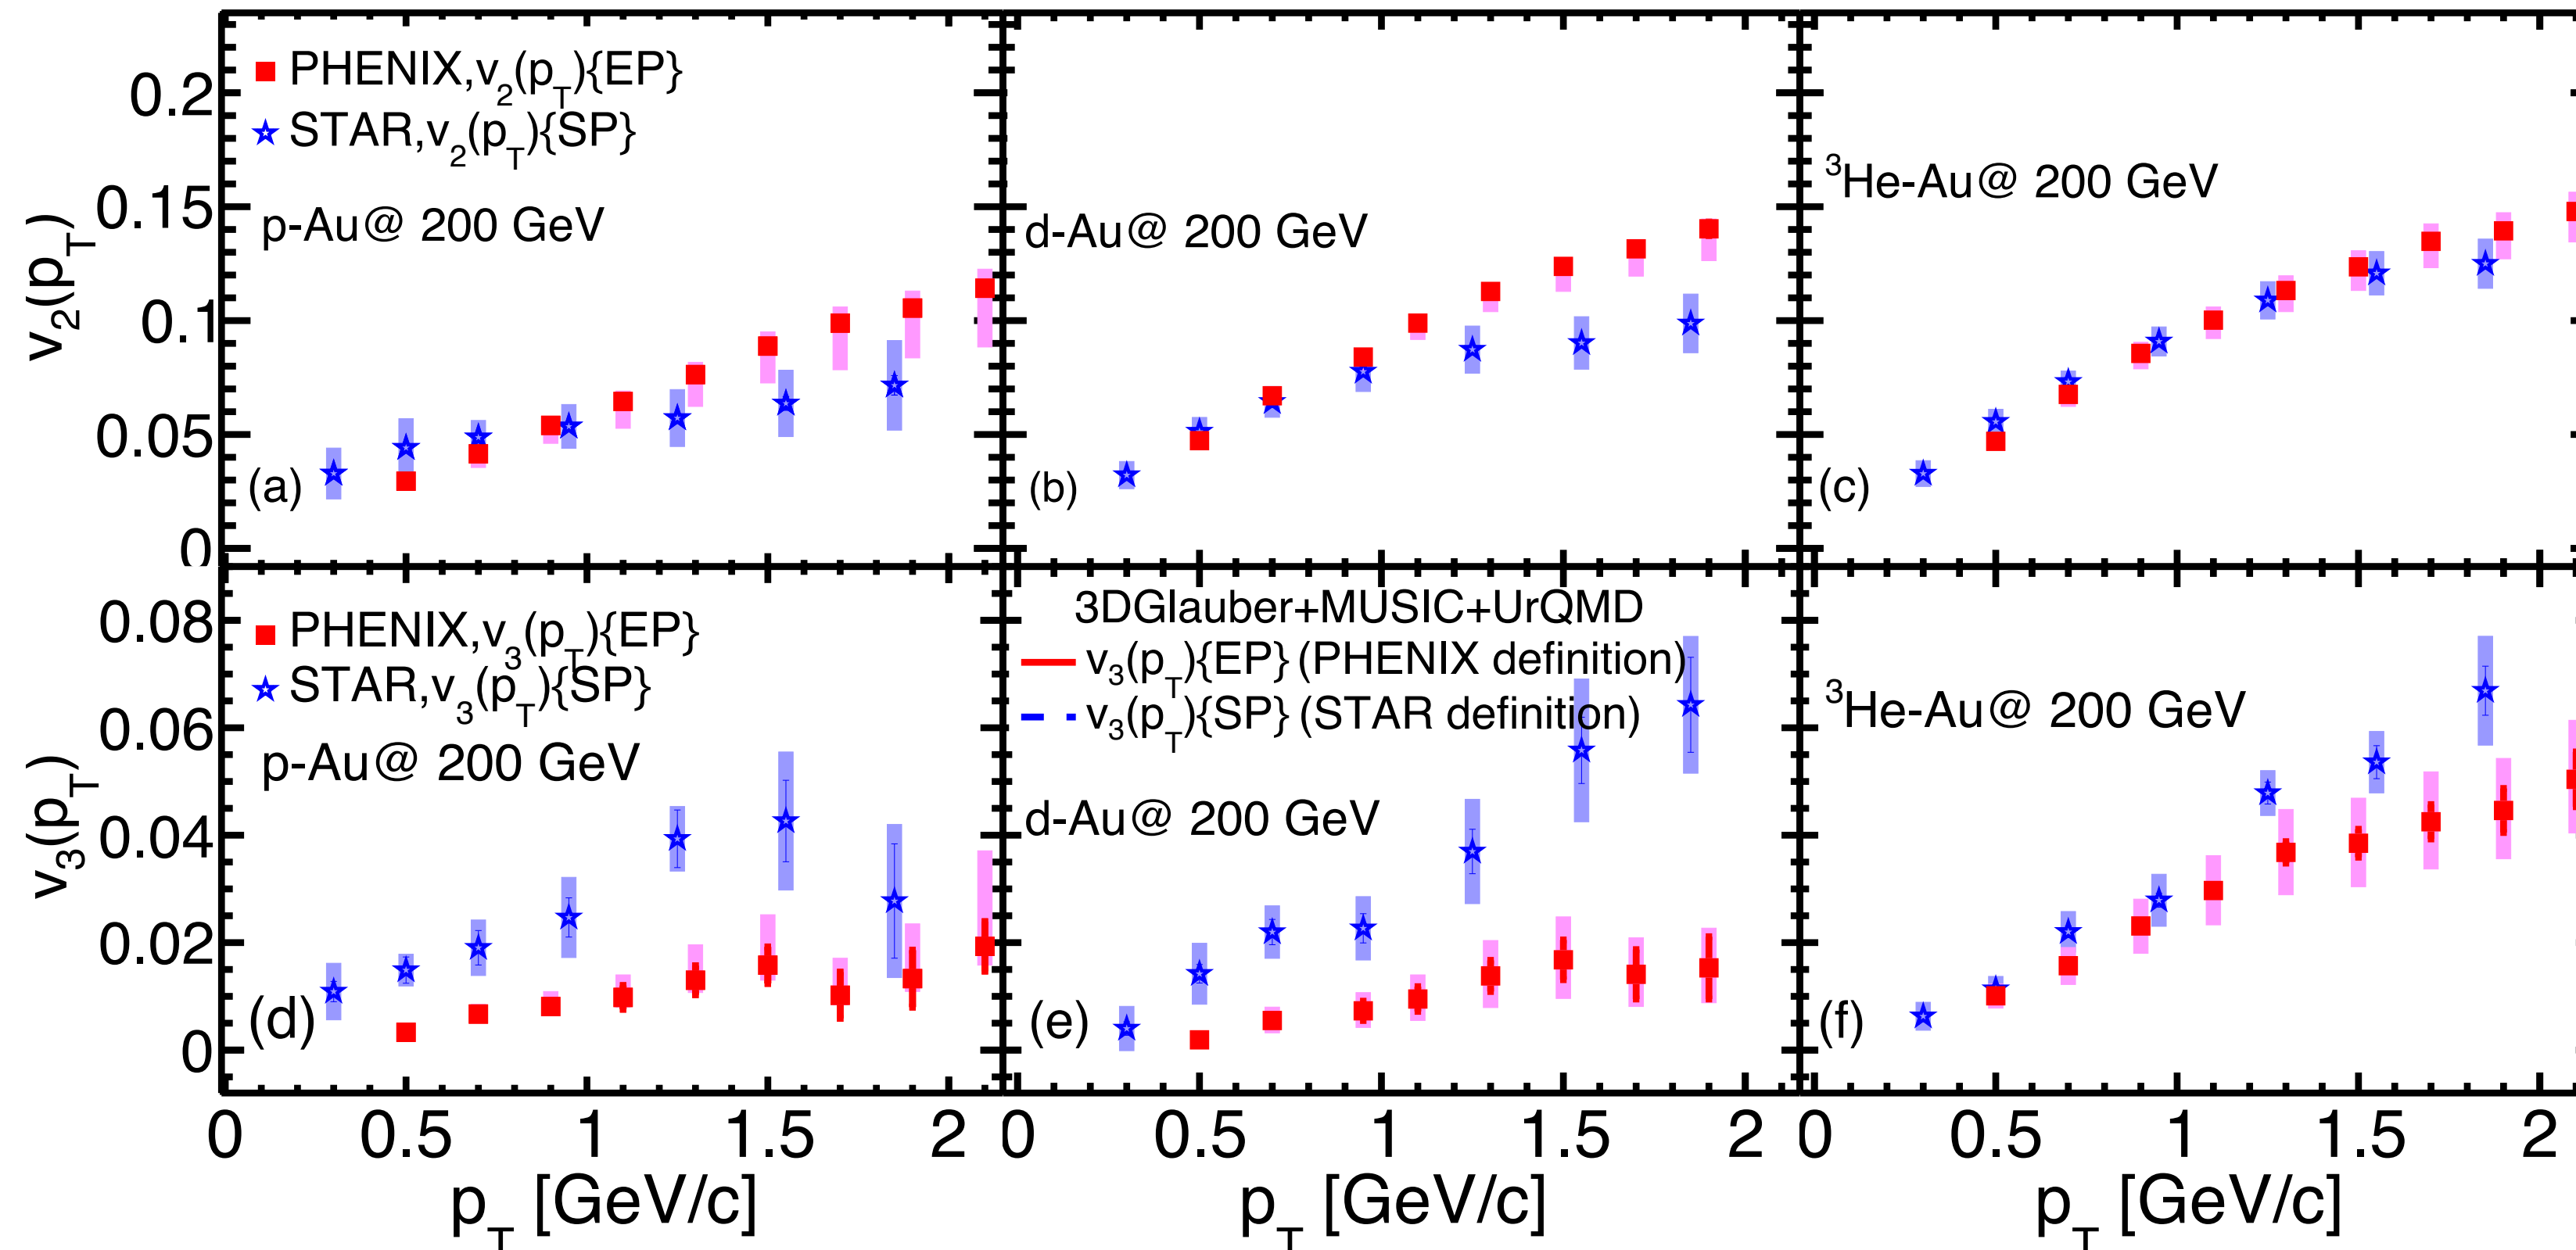 PHENIX,v2(pT){EP}
STAR,v2(pT){SP}
p-Au@ 200 GeV
d-Au@ 200 GeV
3He-Au@ 200 GeV
v2(pT)
0.2
0.15
0.1
0.05
0
(a)
(b)
(c)
PHENIX,v3(pT){EP}
STAR,v3(pT){SP}
p-Au@ 200 GeV
3DGlauber+MUSIC+UrQMD
v3(pT){EP} (PHENIX definition)
v3(pT){SP} (STAR definition)
d-Au@ 200 GeV
3He-Au@ 200 GeV
v3(pT)
0.08
0.06
0.04
0.02
0
(d)
(e)
(f)
0 0.5 1 1.5 2
0 0.5 1 1.5 2
0 0.5 1 1.5 2
pT [GeV/c]
pT [GeV/c]
pT [GeV/c]